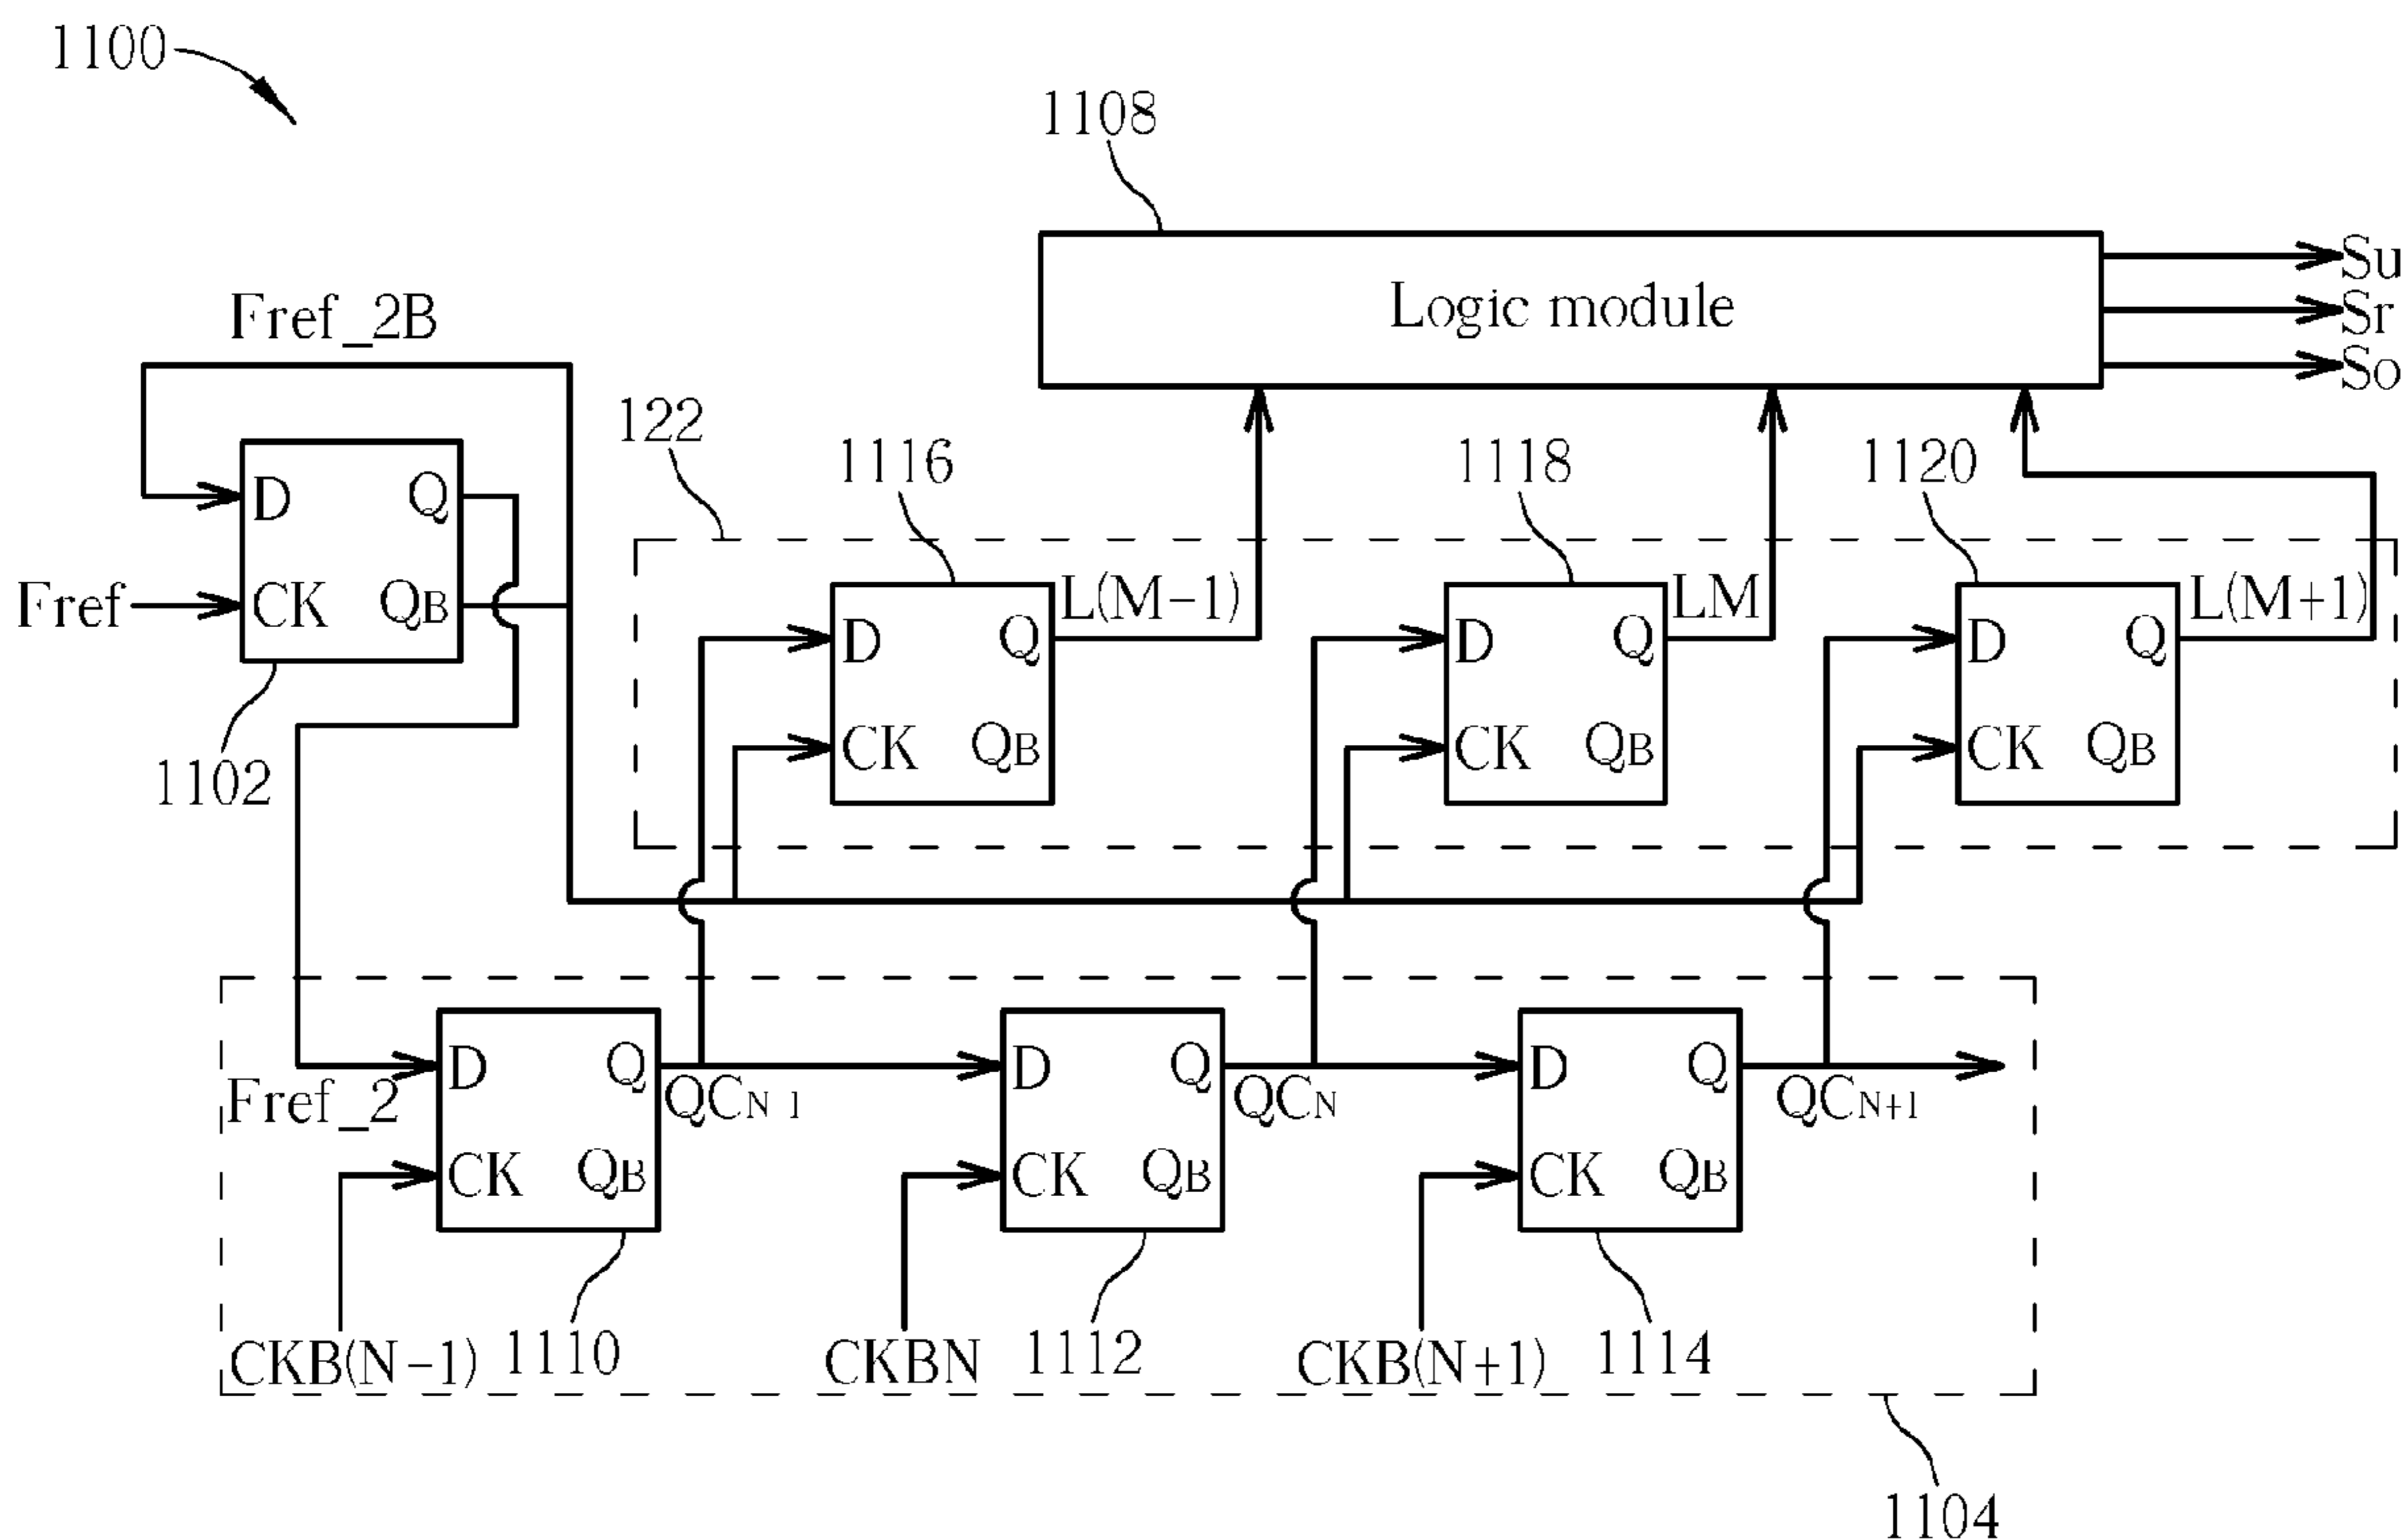 1100
1108
Logic module
Su
Sr
So
Fref_2B
122
1116
1118
1120
D Q
Fref CK QB
1102
D Q L(M-1)
CK QB
D Q LM
CK QB
D Q L(M+1)
CK QB
Fref_2
D Q QCN 1
CK QB
D Q QCN
CK QB
D Q QCN+1
CK QB
CKB(N-1) 1110
CKBN 1112
CKB(N+1) 1114
1104